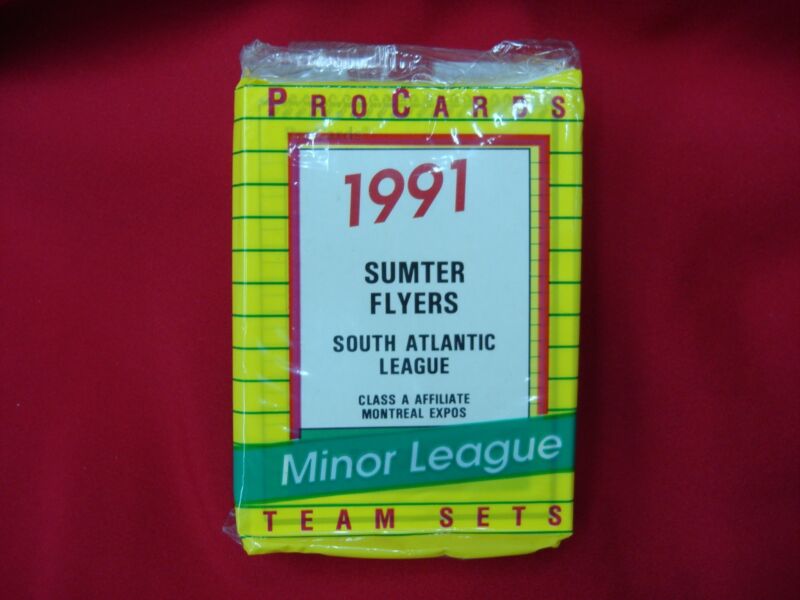 PROCARDS
1991
SUMTER
FLYERS
SOUTH ATLANTIC
LEAGUE
CLASS A AFFILIATE
MONTREAL EXPOS
Minor League
TEAM SETS